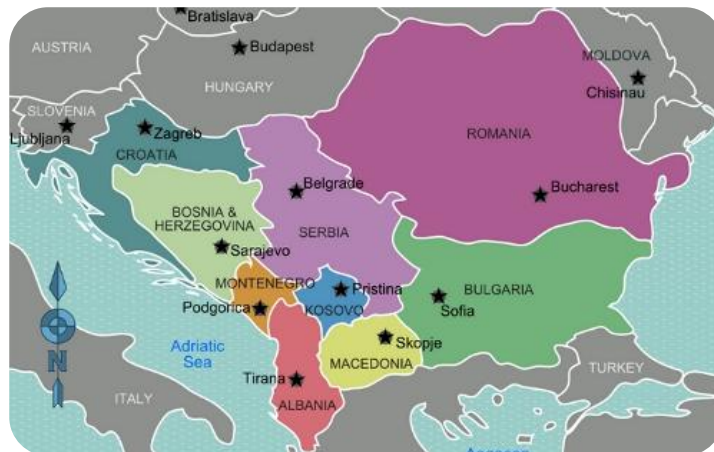 Bratislava
AUSTRIA
Budapest
MOLDOVA
HUNGARY
Chisinau
SLOVENIA
Ljubljana
Zagreb
ROMANIA
CROATIA
Belgrade
Bucharest
BOSNIA &
HERZEGOVINA
SERBIA
Sarajevo
MONTENEGRO
Pristina
BULGARIA
Podgorica
KOSOVO
Sofia
N
Adriatic
Sea
Skopje
MACEDONIA
TURKEY
Tirana
ITALY
ALBANIA